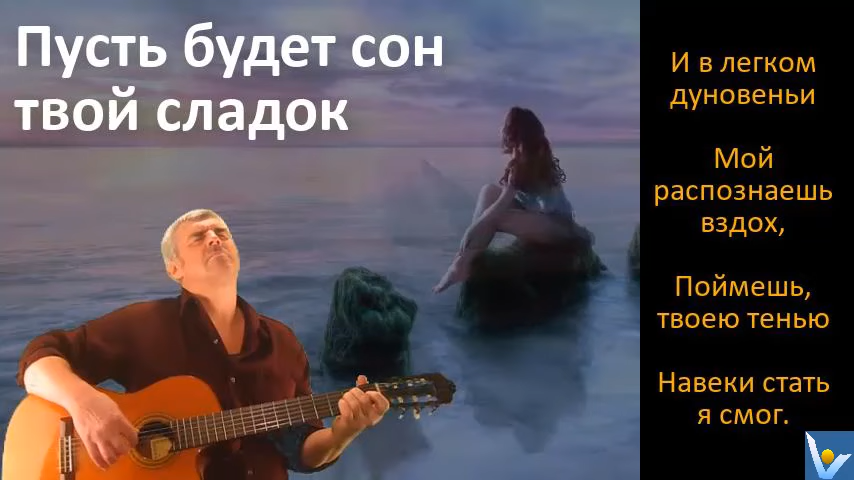 Пусть будет сон
твой сладок
И в легком
дуновеньи
Мой
распознаешь
вздох,
Поймешь,
твоею тенью
Навеки стать
я смог.